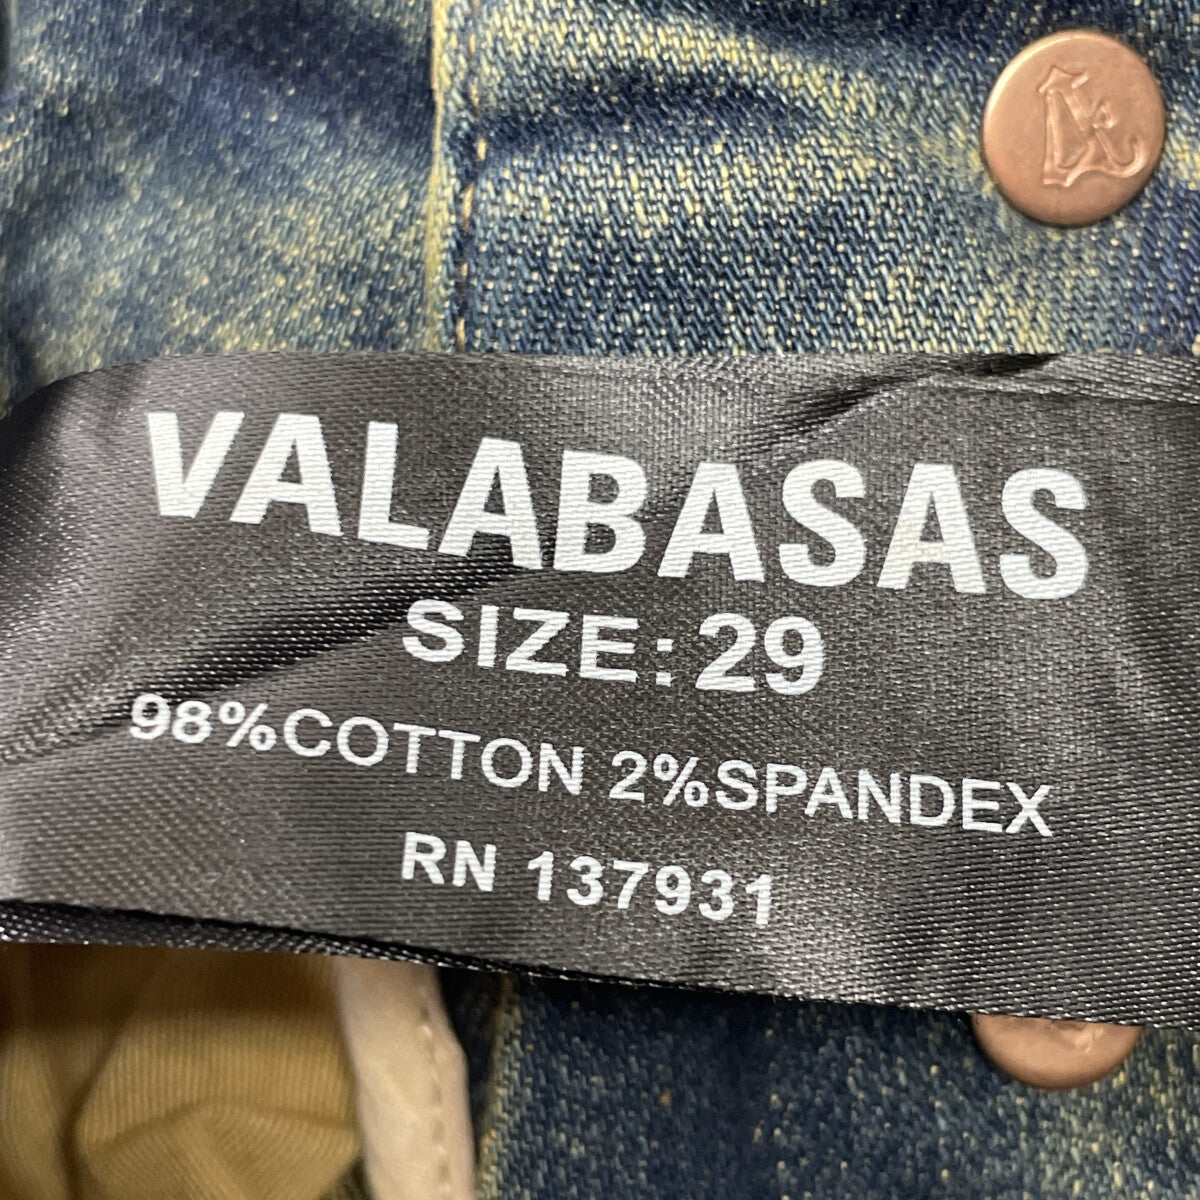 VALABASAS
SIZE: 29
98%COTTON 2%SPANDEX
RN 137931